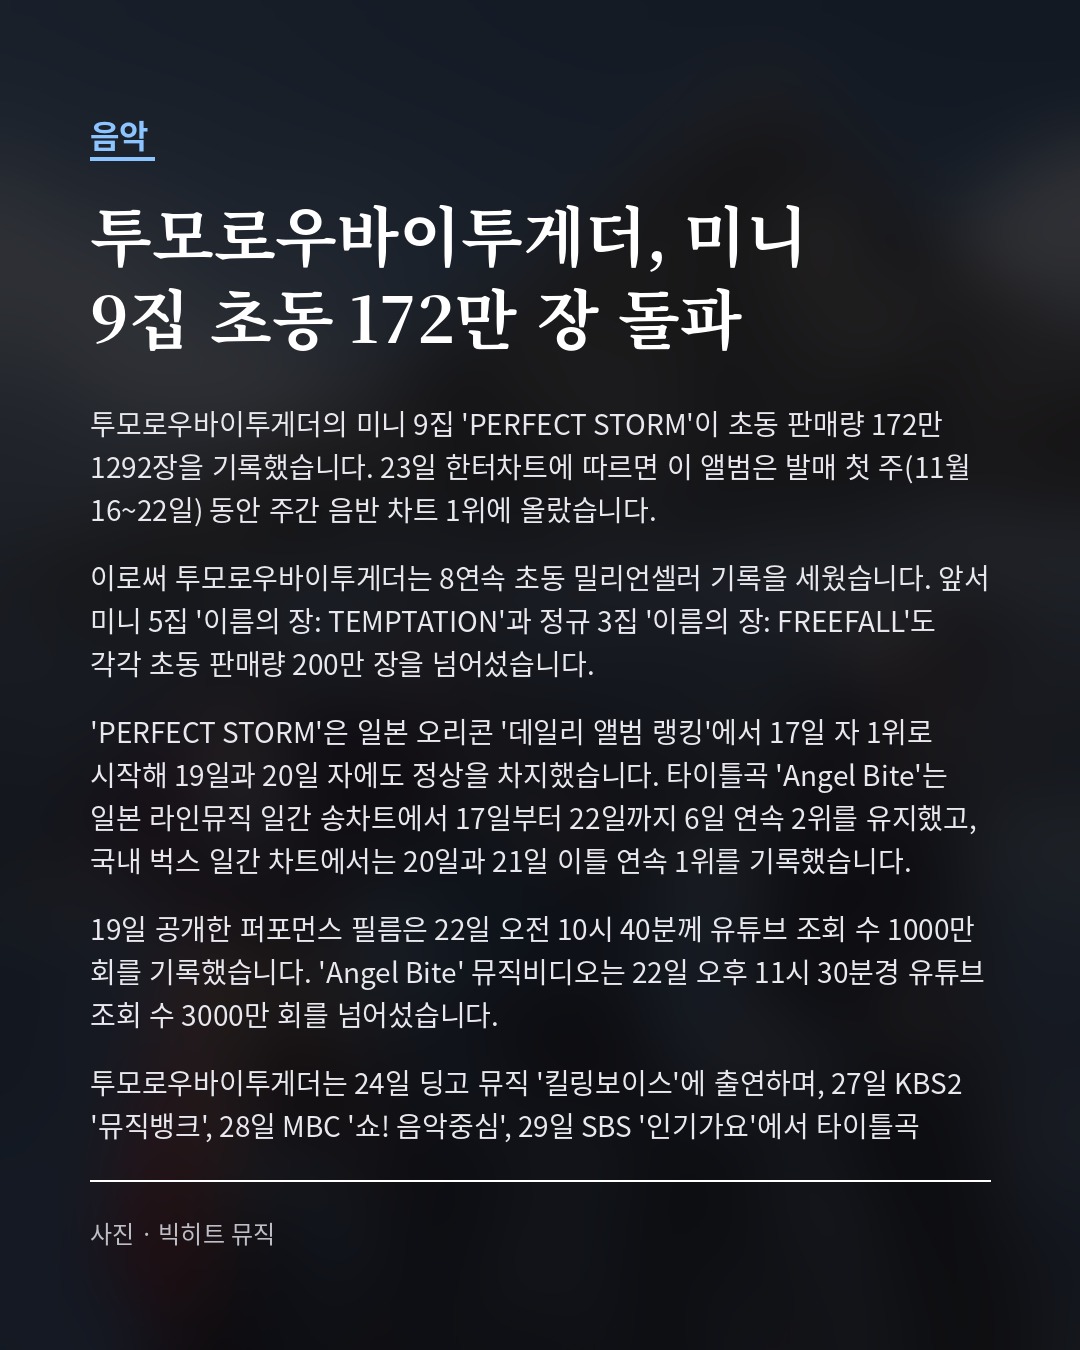 음악
투모로우바이투게더, 미니
9집 초동 172만 장 돌파
투모로우바이투게더의 미니 9집 'PERFECT STORM'이 초동 판매량 172만
1292장을 기록했습니다. 23일 한터차트에 따르면 이 앨범은 발매 첫 주(11월
16~22일) 동안 주간 음반 차트 1위에 올랐습니다.
이로써 투모로우바이투게더는 8연속 초동 밀리언셀러 기록을 세웠습니다. 앞서
미니 5집 '이름의 장: TEMPTATION'과 정규 3집 '이름의 장: FREEFALL'도
각각 초동 판매량 200만 장을 넘어섰습니다.
'PERFECT STORM'은 일본 오리콘 '데일리 앨범 랭킹'에서 17일 자 1위로
시작해 19일과 20일 자에도 정상을 차지했습니다. 타이틀곡 'Angel Bite'는
일본 라인뮤직 일간 송차트에서 17일부터 22일까지 6일 연속 2위를 유지했고,
국내 벅스 일간 차트에서는 20일과 21일 이틀 연속 1위를 기록했습니다.
19일 공개한 퍼포먼스 필름은 22일 오전 10시 40분께 유튜브 조회 수 1000만
회를 기록했습니다. 'Angel Bite' 뮤직비디오는 22일 오후 11시 30분경 유튜브
조회 수 3000만 회를 넘어섰습니다.
투모로우바이투게더는 24일 딩고 뮤직 '킬링보이스'에 출연하며, 27일 KBS2
'뮤직뱅크', 28일 MBC '쇼! 음악중심', 29일 SBS '인기가요'에서 타이틀곡
사진 · 빅히트 뮤직